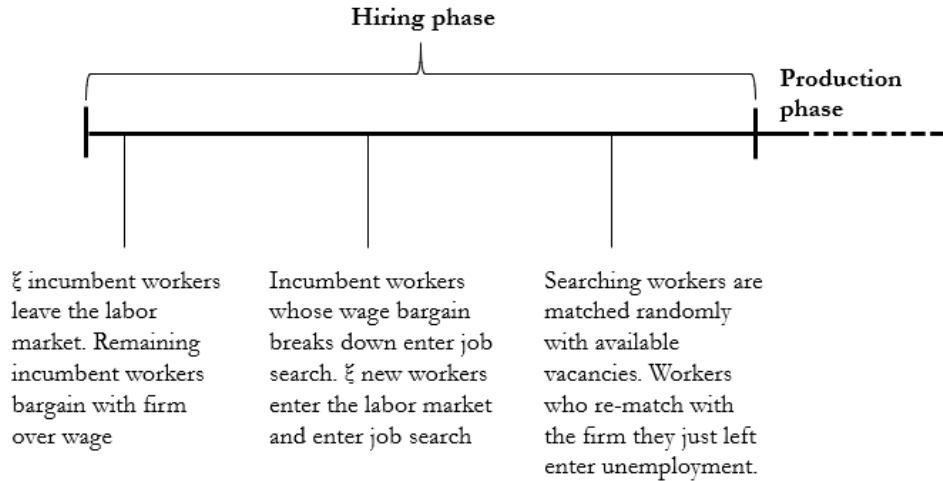 Hiring phase
Production
phase
ξ incumbent workers
leave the labor
market. Remaining
incumbent workers
bargain with firm
over wage
Incumbent workers
whose wage bargain
breaks down enter job
search. ξ new workers
enter the labor market
and enter job search
Searching workers are
matched randomly
with available
vacancies. Workers
who re-match with
the firm they just left
enter unemployment.